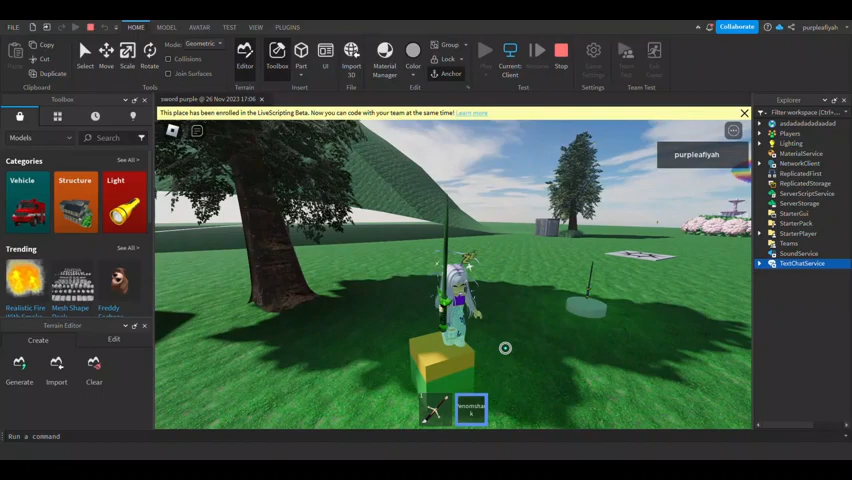 FILE HOME MODEL AVATAR TEST VIEW PLUGINS Collaborate purpleafiyah
Paste Copy Cut Duplicate Select Move Scale Rotate Mode: Geometric Collisions Join Surfaces Editor Toolbox Part UI Import 3D Material Manager Color Group Lock Anchor Play Current: Client Stop Game Settings Team Test Exit Game
Clipboard Tools Terrain Insert Edit Test Settings Team Test
Toolbox
sword purple @ 26 Nov 2023 17:06
Explorer
This place has been enrolled in the LiveScripting Beta. Now you can code with your team at the same time! Learn more
Filter workspace (Ctrl+
Models
Search
Categories
See All >
Vehicle
Structure
Light
Trending
See All >
Realistic Fire
Mesh Shape
Freddy
Terrain Editor
Create
Edit
Generate
Import
Clear
purpleafiyah
1
Players
Lighting
MaterialService
NetworkClient
ReplicatedFirst
ReplicatedStorage
ServerScriptService
ServerStorage
StarterGui
StarterPack
StarterPlayer
Teams
SoundService
TextChatService
Run a command